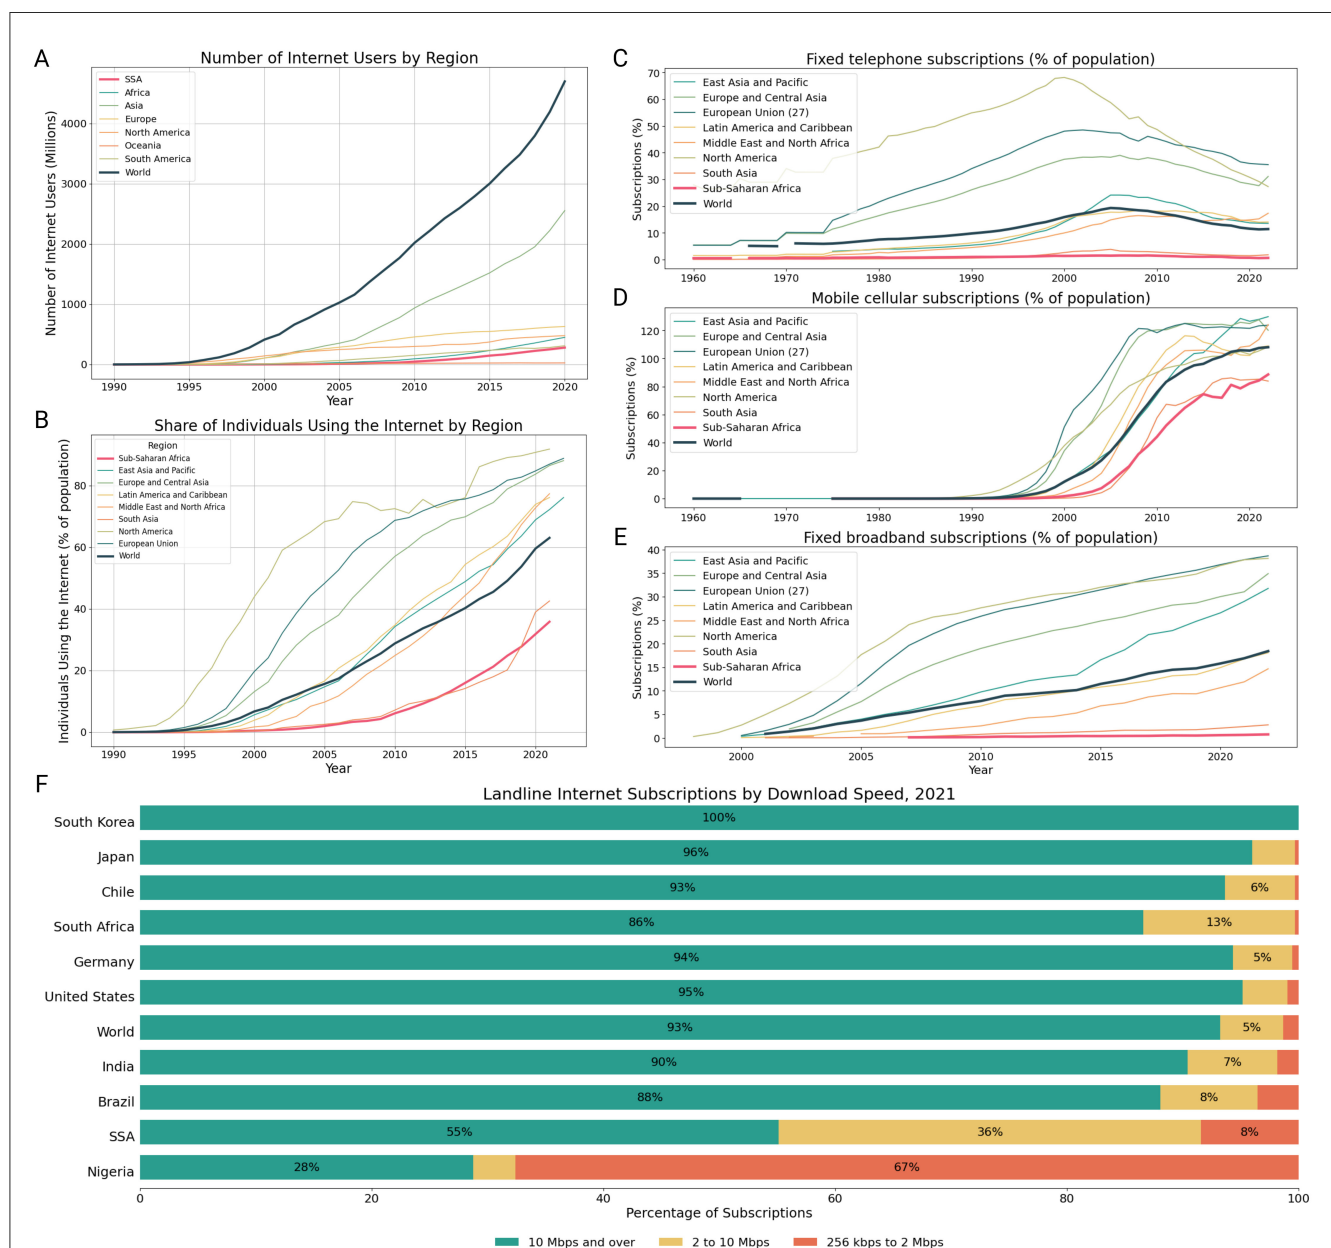 A
Number of Internet Users by Region
Number of Internet Users (Millions)
4000
3000
2000
1000
0
SSA
Africa
Asia
Europe
North America
Oceania
South America
World
1990
1995
2000
2005
2010
2015
2020
Year
B
Share of Individuals Using the Internet by Region
Individuals Using the Internet (% of population)
80
60
40
20
0
Region
Sub-Saharan Africa
East Asia and Pacific
Europe and Central Asia
Latin America and Caribbean
Middle East and North Africa
South Asia
North America
European Union
World
1990
1995
2000
2005
2010
2015
2020
Year
C
Fixed telephone subscriptions (% of population)
Subscriptions (%)
70
60
50
40
30
20
10
0
East Asia and Pacific
Europe and Central Asia
European Union (27)
Latin America and Caribbean
Middle East and North Africa
North America
South Asia
Sub-Saharan Africa
World
1960
1970
1980
1990
2000
2010
2020
D
Mobile cellular subscriptions (% of population)
Subscriptions (%)
120
100
80
60
40
20
0
East Asia and Pacific
Europe and Central Asia
European Union (27)
Latin America and Caribbean
Middle East and North Africa
North America
South Asia
Sub-Saharan Africa
World
1960
1970
1980
1990
2000
2010
2020
E
Fixed broadband subscriptions (% of population)
Subscriptions (%)
40
35
30
25
20
15
10
5
0
East Asia and Pacific
Europe and Central Asia
European Union (27)
Latin America and Caribbean
Middle East and North Africa
North America
South Asia
Sub-Saharan Africa
World
2000
2005
2010
2015
2020
Year
F
Landline Internet Subscriptions by Download Speed, 2021
South Korea 100%
Japan 96%
Chile 93% 6%
South Africa 86% 13%
Germany 94% 5%
United States 95%
World 93% 5%
India 90% 7%
Brazil 88% 8%
SSA 55% 36% 8%
Nigeria 28% 67%
0 20 40 60 80 100
Percentage of Subscriptions
10 Mbps and over 2 to 10 Mbps 256 kbps to 2 Mbps